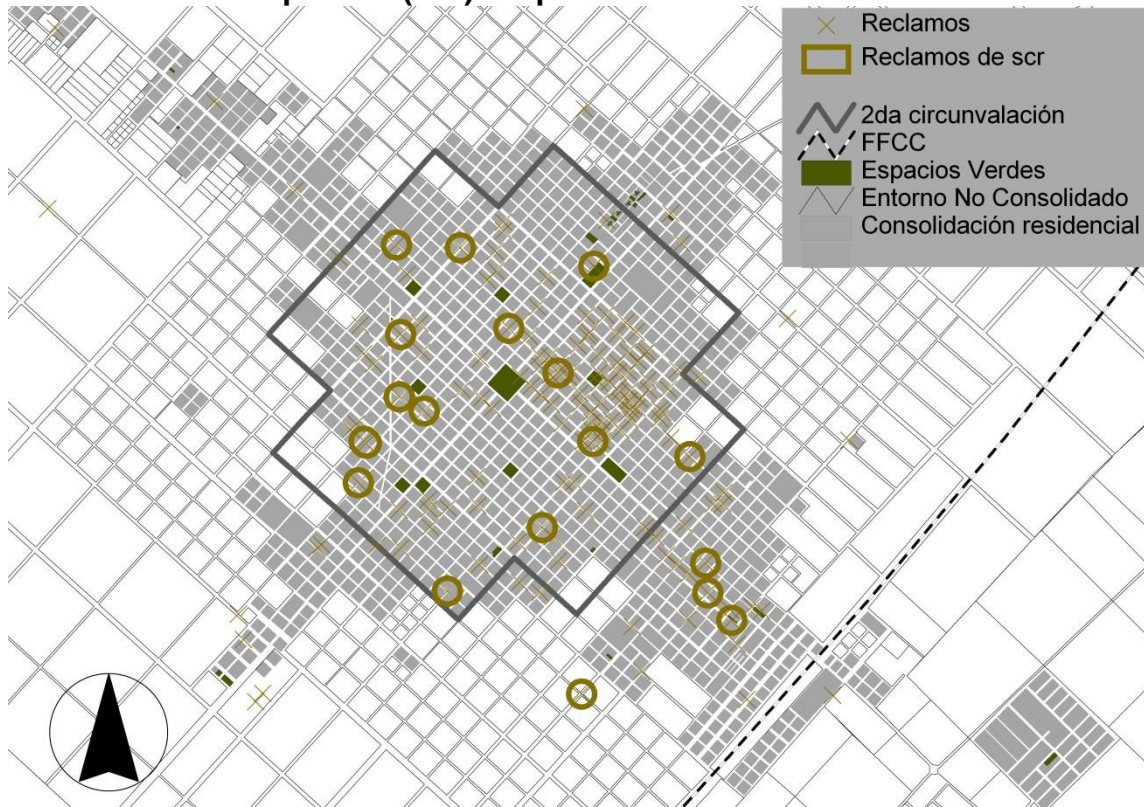 Reclamos
Reclamos de scr
2da circunvalación
FFCC
Espacios Verdes
Entorno No Consolidado
Consolidación residencial